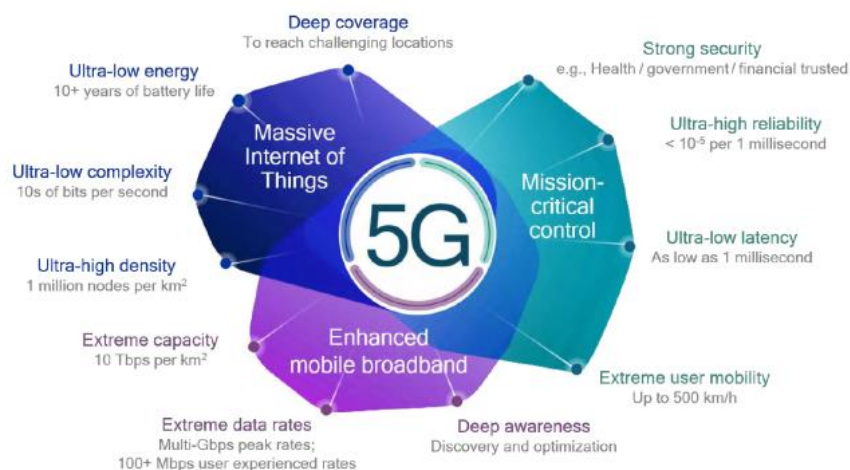 Deep coverage
To reach challenging locations
Ultra-low energy
10+ years of battery life
Ultra-low complexity
10s of bits per second
Ultra-high density
1 million nodes per km²
Massive
Internet of
Things
5G
Mission-
critical
control
Strong security
e.g., Health / government / financial trusted
Ultra-high reliability
< 10⁻⁵ per 1 millisecond
Ultra-low latency
As low as 1 millisecond
Extreme user mobility
Up to 500 km/h
Enhanced
mobile broadband
Extreme capacity
10 Tbps per km²
Extreme data rates
Multi-Gbps peak rates;
100+ Mbps user experienced rates
Deep awareness
Discovery and optimization